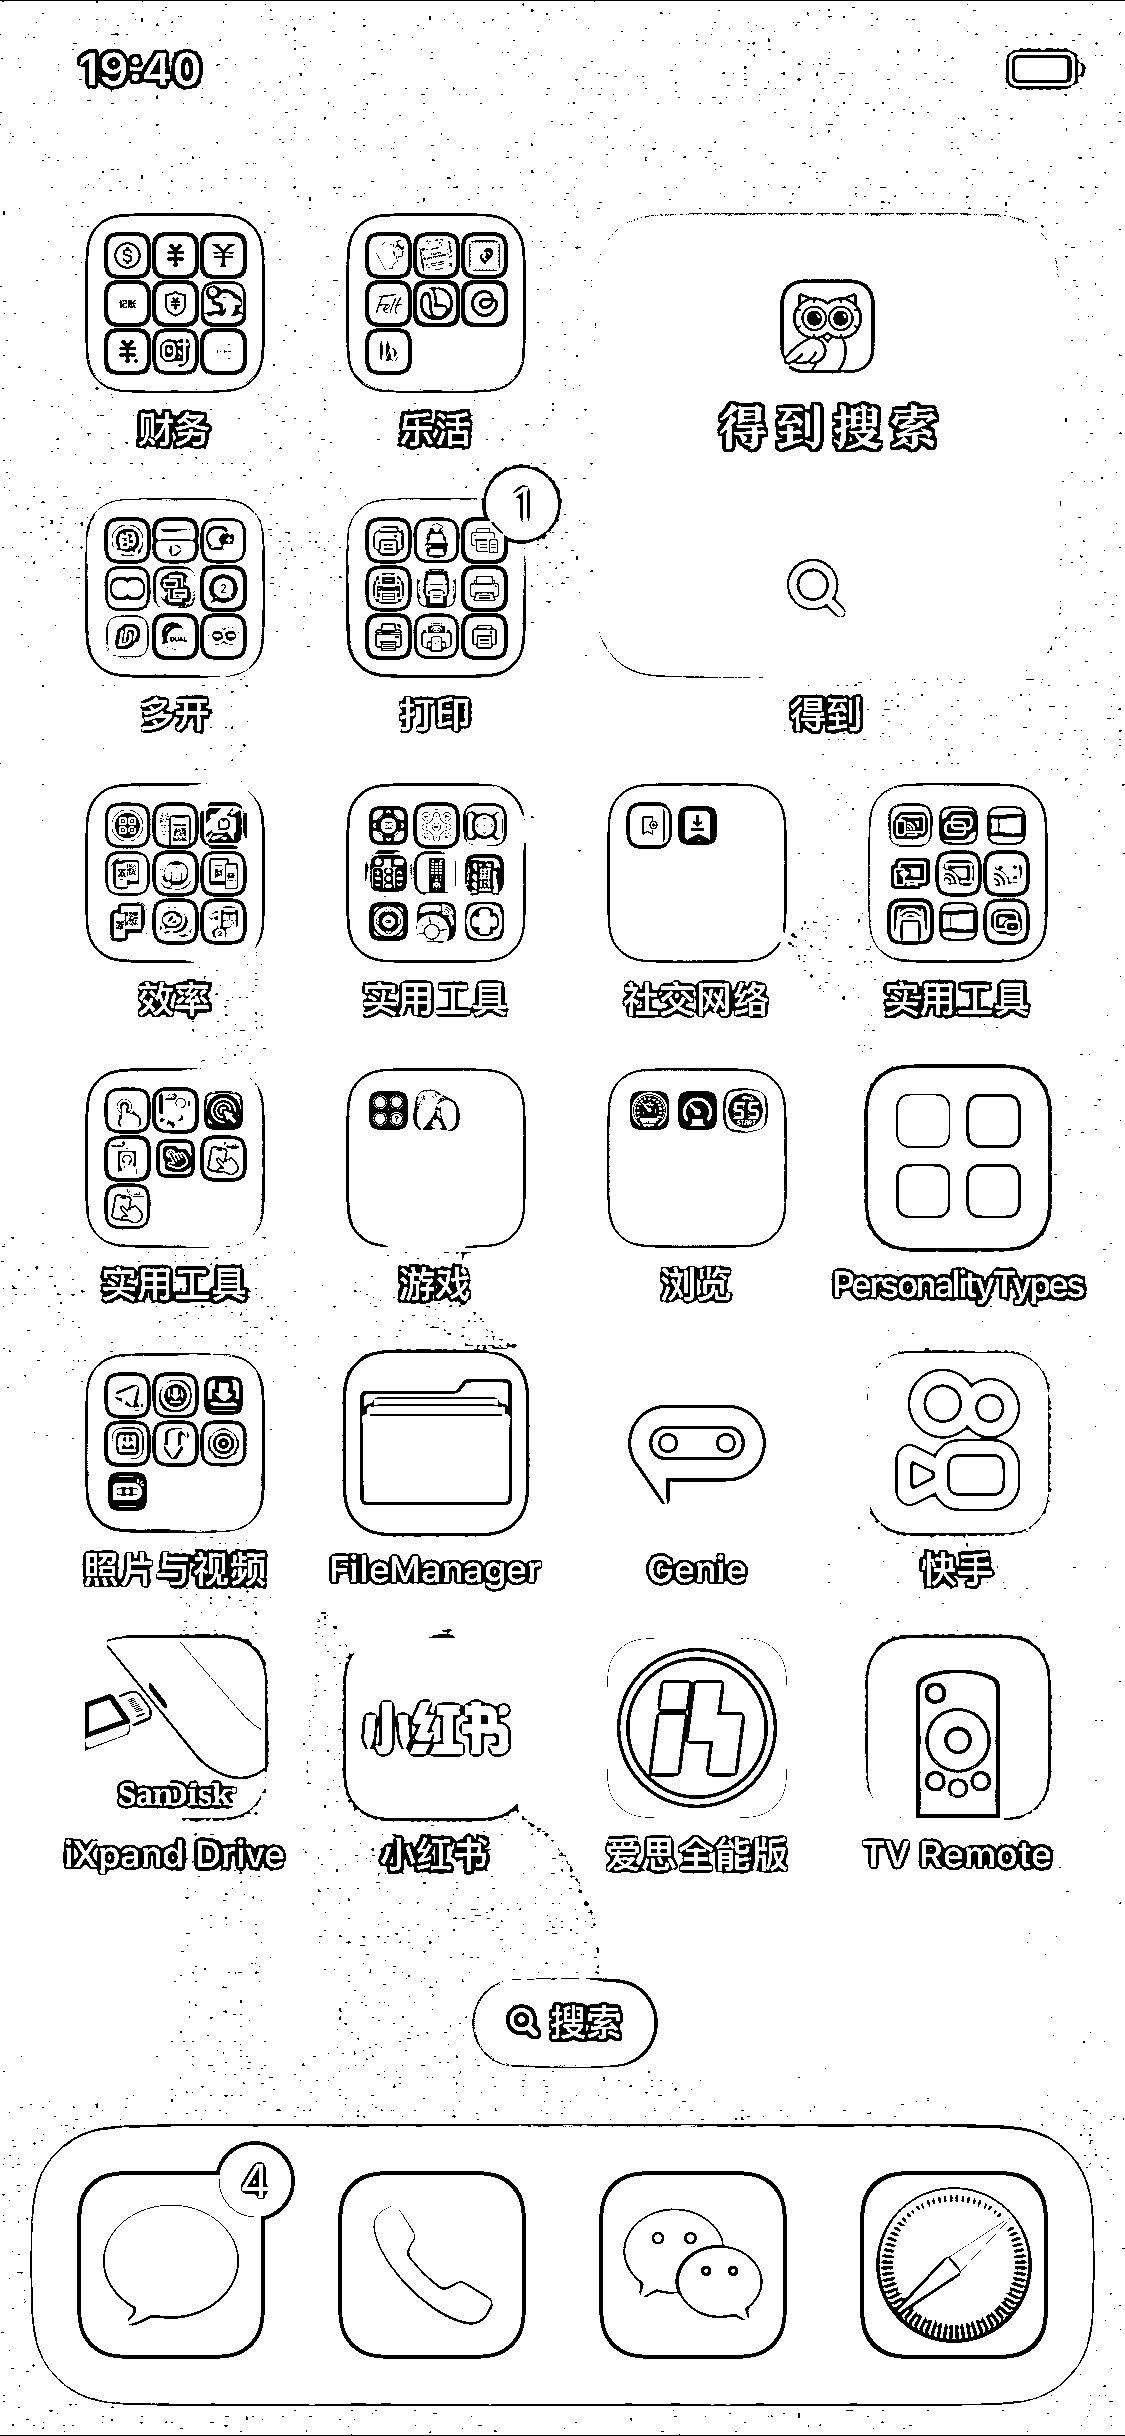 19:40
得到搜索
财务 乐活
1
多开 打印 得到
效率 实用工具 社交网络 实用工具
实用工具 游戏 浏览 PersonalityTypes
照片与视频 FileManager Genie 快手
SanDisk 小红书
iXpand Drive 小红书 爱思全能版 TV Remote
搜索
4